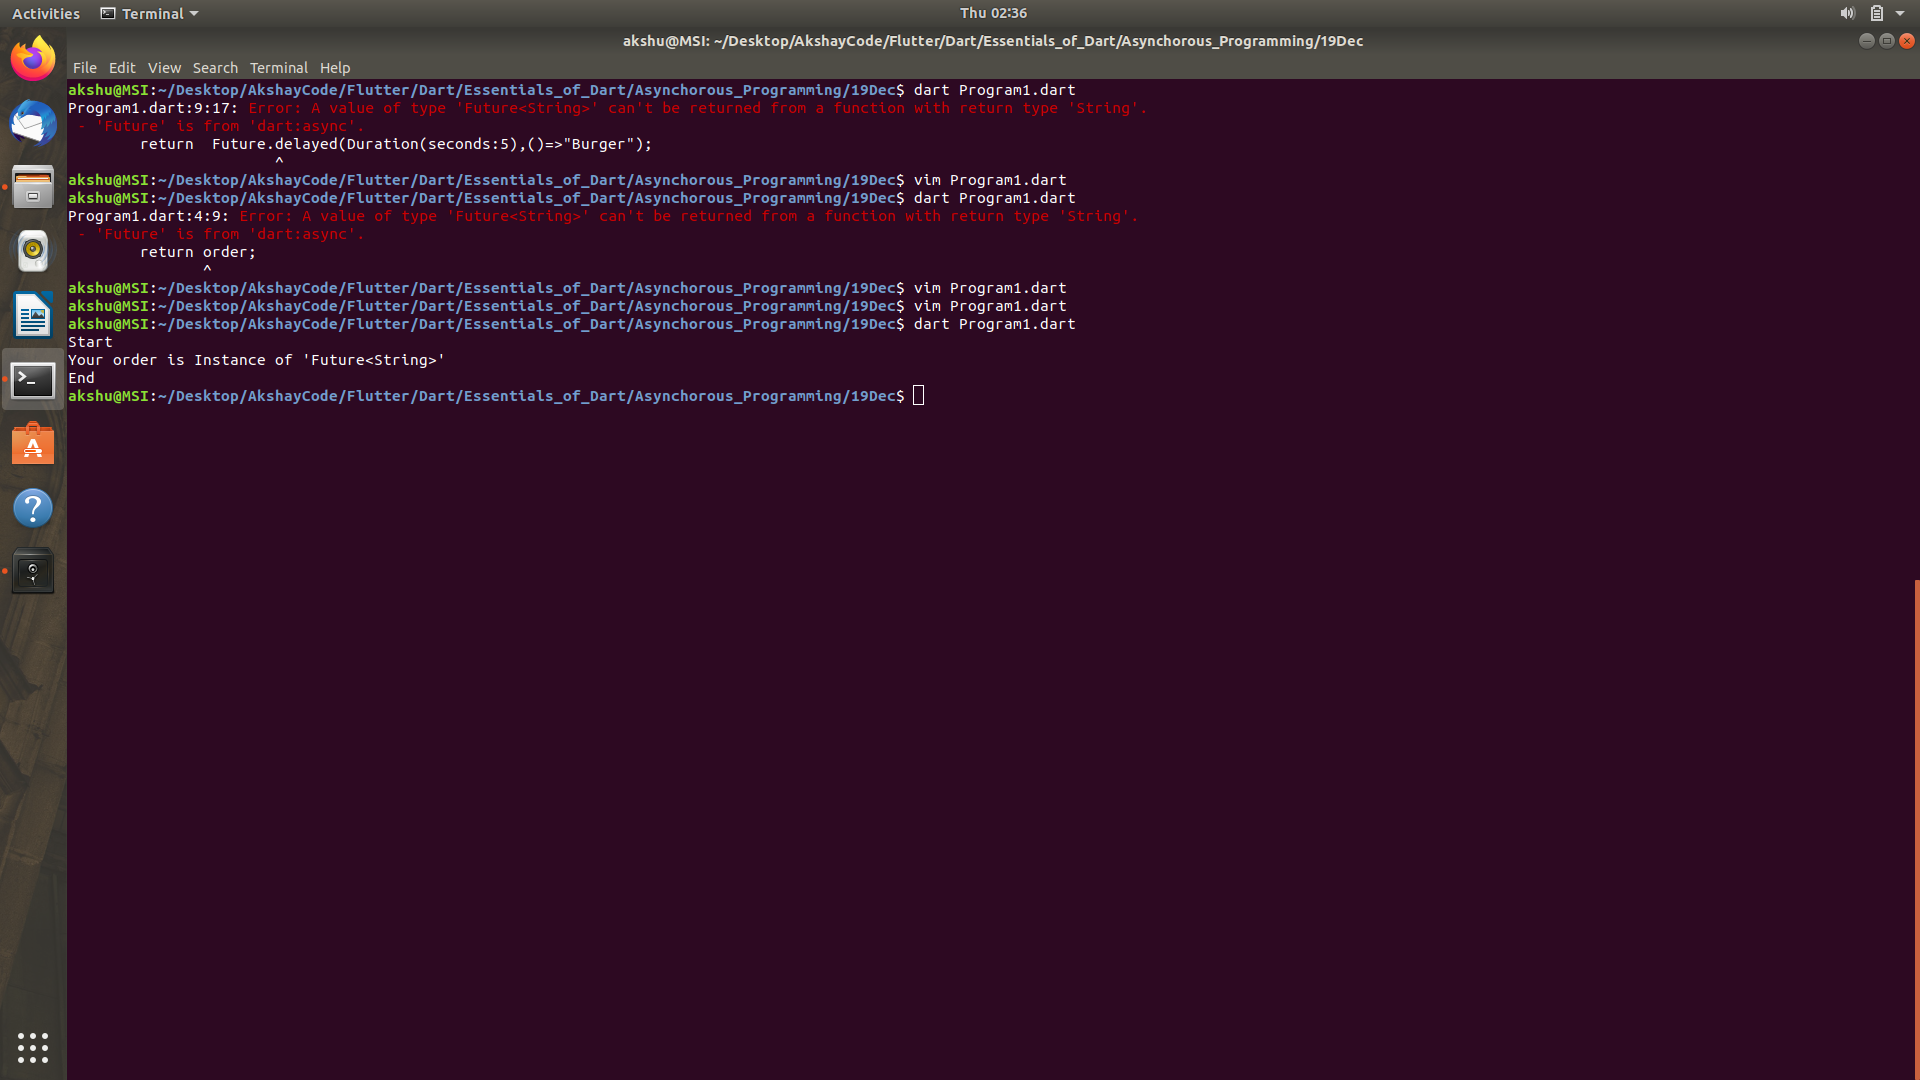 Activities Terminal Thu 02:36
akshu@MSI: ~/Desktop/AkshayCode/Flutter/Dart/Essentials_of_Dart/Asynchorous_Programming/19Dec
File Edit View Search Terminal Help
akshu@MSI:~/Desktop/AkshayCode/Flutter/Dart/Essentials_of_Dart/Asynchorous_Programming/19Dec$ dart Program1.dart
Program1.dart:9:17: Error: A value of type 'Future<String>' can't be returned from a function with return type 'String'.
 - 'Future' is from 'dart:async'.
        return  Future.delayed(Duration(seconds:5),()=>"Burger");
                       ^
akshu@MSI:~/Desktop/AkshayCode/Flutter/Dart/Essentials_of_Dart/Asynchorous_Programming/19Dec$ vim Program1.dart
akshu@MSI:~/Desktop/AkshayCode/Flutter/Dart/Essentials_of_Dart/Asynchorous_Programming/19Dec$ dart Program1.dart
Program1.dart:4:9: Error: A value of type 'Future<String>' can't be returned from a function with return type 'String'.
 - 'Future' is from 'dart:async'.
        return order;
               ^
akshu@MSI:~/Desktop/AkshayCode/Flutter/Dart/Essentials_of_Dart/Asynchorous_Programming/19Dec$ vim Program1.dart
akshu@MSI:~/Desktop/AkshayCode/Flutter/Dart/Essentials_of_Dart/Asynchorous_Programming/19Dec$ vim Program1.dart
akshu@MSI:~/Desktop/AkshayCode/Flutter/Dart/Essentials_of_Dart/Asynchorous_Programming/19Dec$ dart Program1.dart
Start
Your order is Instance of 'Future<String>'
End
akshu@MSI:~/Desktop/AkshayCode/Flutter/Dart/Essentials_of_Dart/Asynchorous_Programming/19Dec$